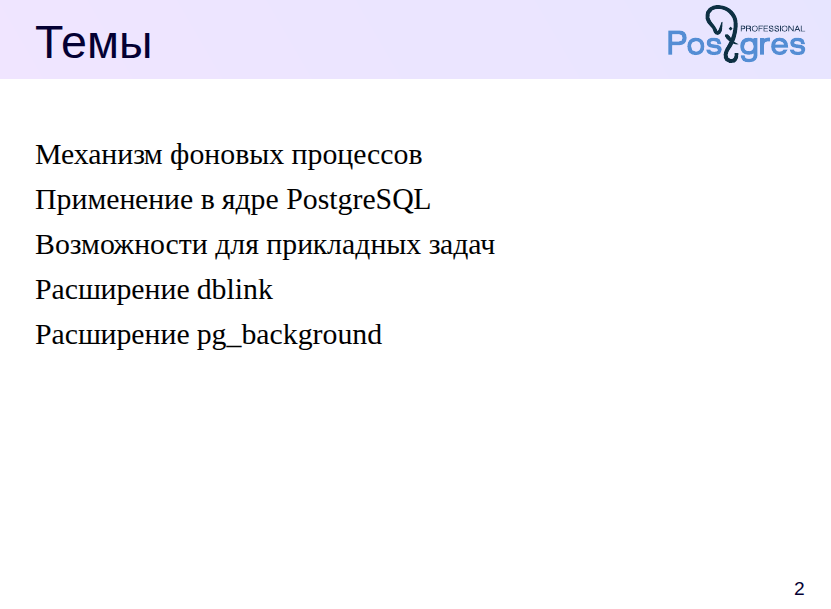 Темы
PROFESSIONAL
Postgres
Механизм фоновых процессов
Применение в ядре PostgreSQL
Возможности для прикладных задач
Расширение dblink
Расширение pg_background
2